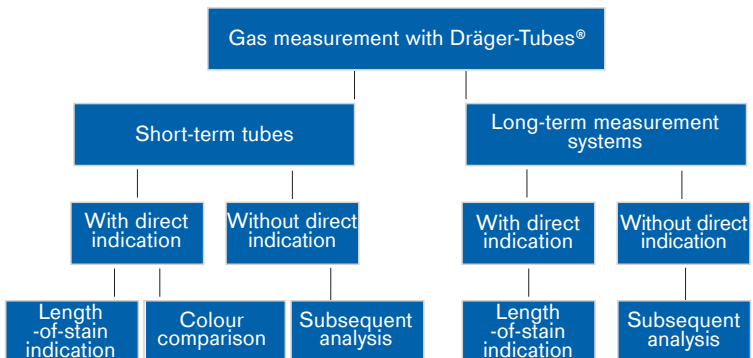 Gas measurement with Dräger-Tubes®
Short-term tubes
Long-term measurement
systems
With direct
indication
Without direct
indication
With direct
indication
Without direct
indication
Length
-of-stain
indication
Colour
comparison
Subsequent
analysis
Length
-of-stain
indication
Subsequent
analysis